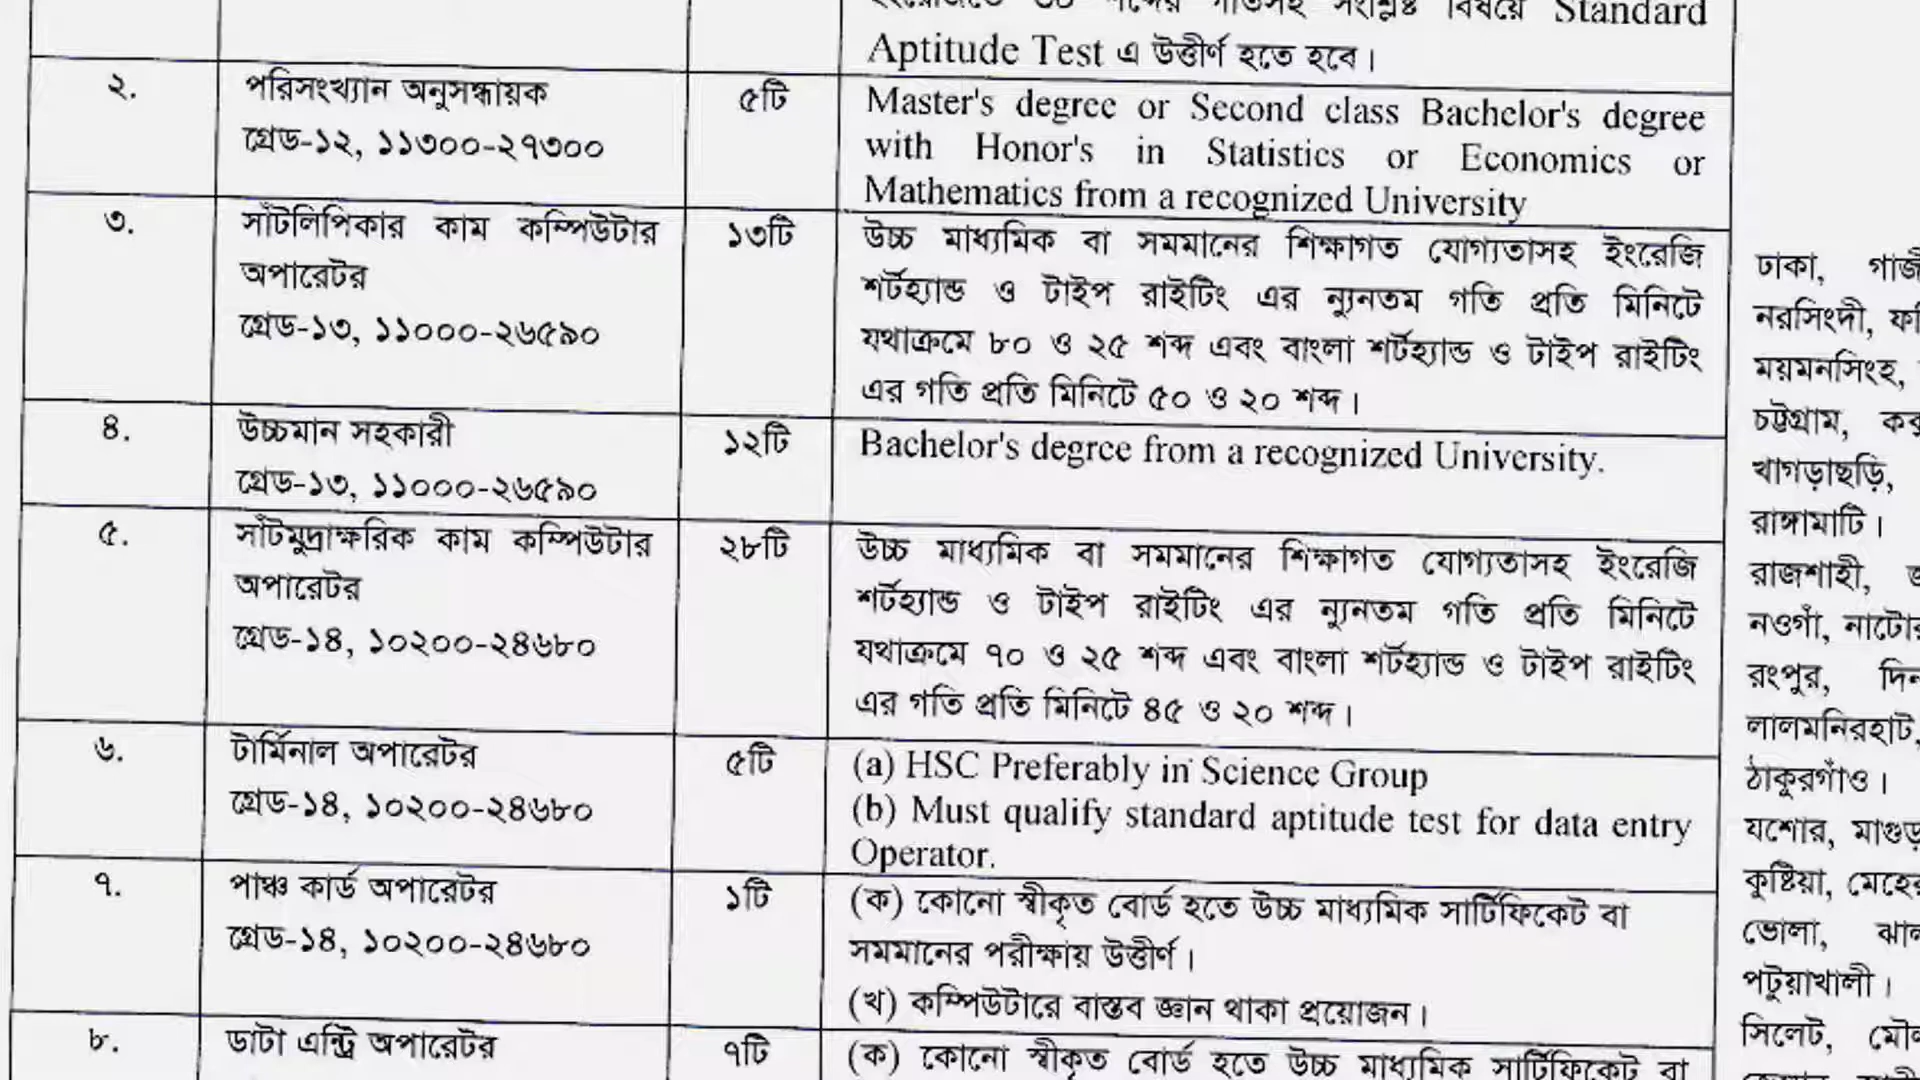 Standard
Aptitude Test এ উত্তীর্ণ হতে হবে।
২.
পরিসংখ্যান অনুসন্ধায়ক
গ্রেড-১২, ১১৩০০-২৭৩০০
৫টি
Master's degree or Second class Bachelor's degree
with Honor's in Statistics or Economics or
Mathematics from a recognized University
৩.
সাঁটলিপিকার কাম কম্পিউটার
অপারেটর
গ্রেড-১৩, ১১০০০-২৬৫৯০
১৩টি
উচ্চ মাধ্যমিক বা সমমানের শিক্ষাগত যোগ্যতাসহ ইংরেজি
শর্টহ্যান্ড ও টাইপ রাইটিং এর ন্যুনতম গতি প্রতি মিনিটে
যথাক্রমে ৮০ ও ২৫ শব্দ এবং বাংলা শর্টহ্যান্ড ও টাইপ রাইটিং
এর গতি প্রতি মিনিটে ৫০ ও ২০ শব্দ।
৪.
উচ্চমান সহকারী
গ্রেড-১৩, ১১০০০-২৬৫৯০
১২টি
Bachelor's degree from a recognized University.
৫.
সাঁটমুদ্রাক্ষরিক কাম কম্পিউটার
অপারেটর
গ্রেড-১৪, ১০২০০-২৪৬৮০
২৮টি
উচ্চ মাধ্যমিক বা সমমানের শিক্ষাগত যোগ্যতাসহ ইংরেজি
শর্টহ্যান্ড ও টাইপ রাইটিং এর ন্যুনতম গতি প্রতি মিনিটে
যথাক্রমে ৭০ ও ২৫ শব্দ এবং বাংলা শর্টহ্যান্ড ও টাইপ রাইটিং
এর গতি প্রতি মিনিটে ৪৫ ও ২০ শব্দ।
৬.
টার্মিনাল অপারেটর
গ্রেড-১৪, ১০২০০-২৪৬৮০
৫টি
(a) HSC Preferably in Science Group
(b) Must qualify standard aptitude test for data entry
Operator.
৭.
পাঞ্চ কার্ড অপারেটর
গ্রেড-১৪, ১০২০০-২৪৬৮০
১টি
(ক) কোনো স্বীকৃত বোর্ড হতে উচ্চ মাধ্যমিক সার্টিফিকেট বা
সমমানের পরীক্ষায় উত্তীর্ণ।
(খ) কম্পিউটারে বাস্তব জ্ঞান থাকা প্রয়োজন।
৮.
ডাটা এন্ট্রি অপারেটর
৭টি
(ক) কোনো স্বীকৃত বোর্ড হতে উচ্চ মাধ্যমিক সার্টিফিকেট বা
ঢাকা,
নরসিংদী,
ময়মনসিংহ,
চট্টগ্রাম,
খাগড়াছড়ি,
রাঙ্গামাটি।
রাজশাহী,
নওগাঁ,
রংপুর,
লালমনিরহাট,
ঠাকুরগাঁও।
যশোর,
কুষ্টিয়া,
ভোলা,
পটুয়াখালী।
সিলেট,